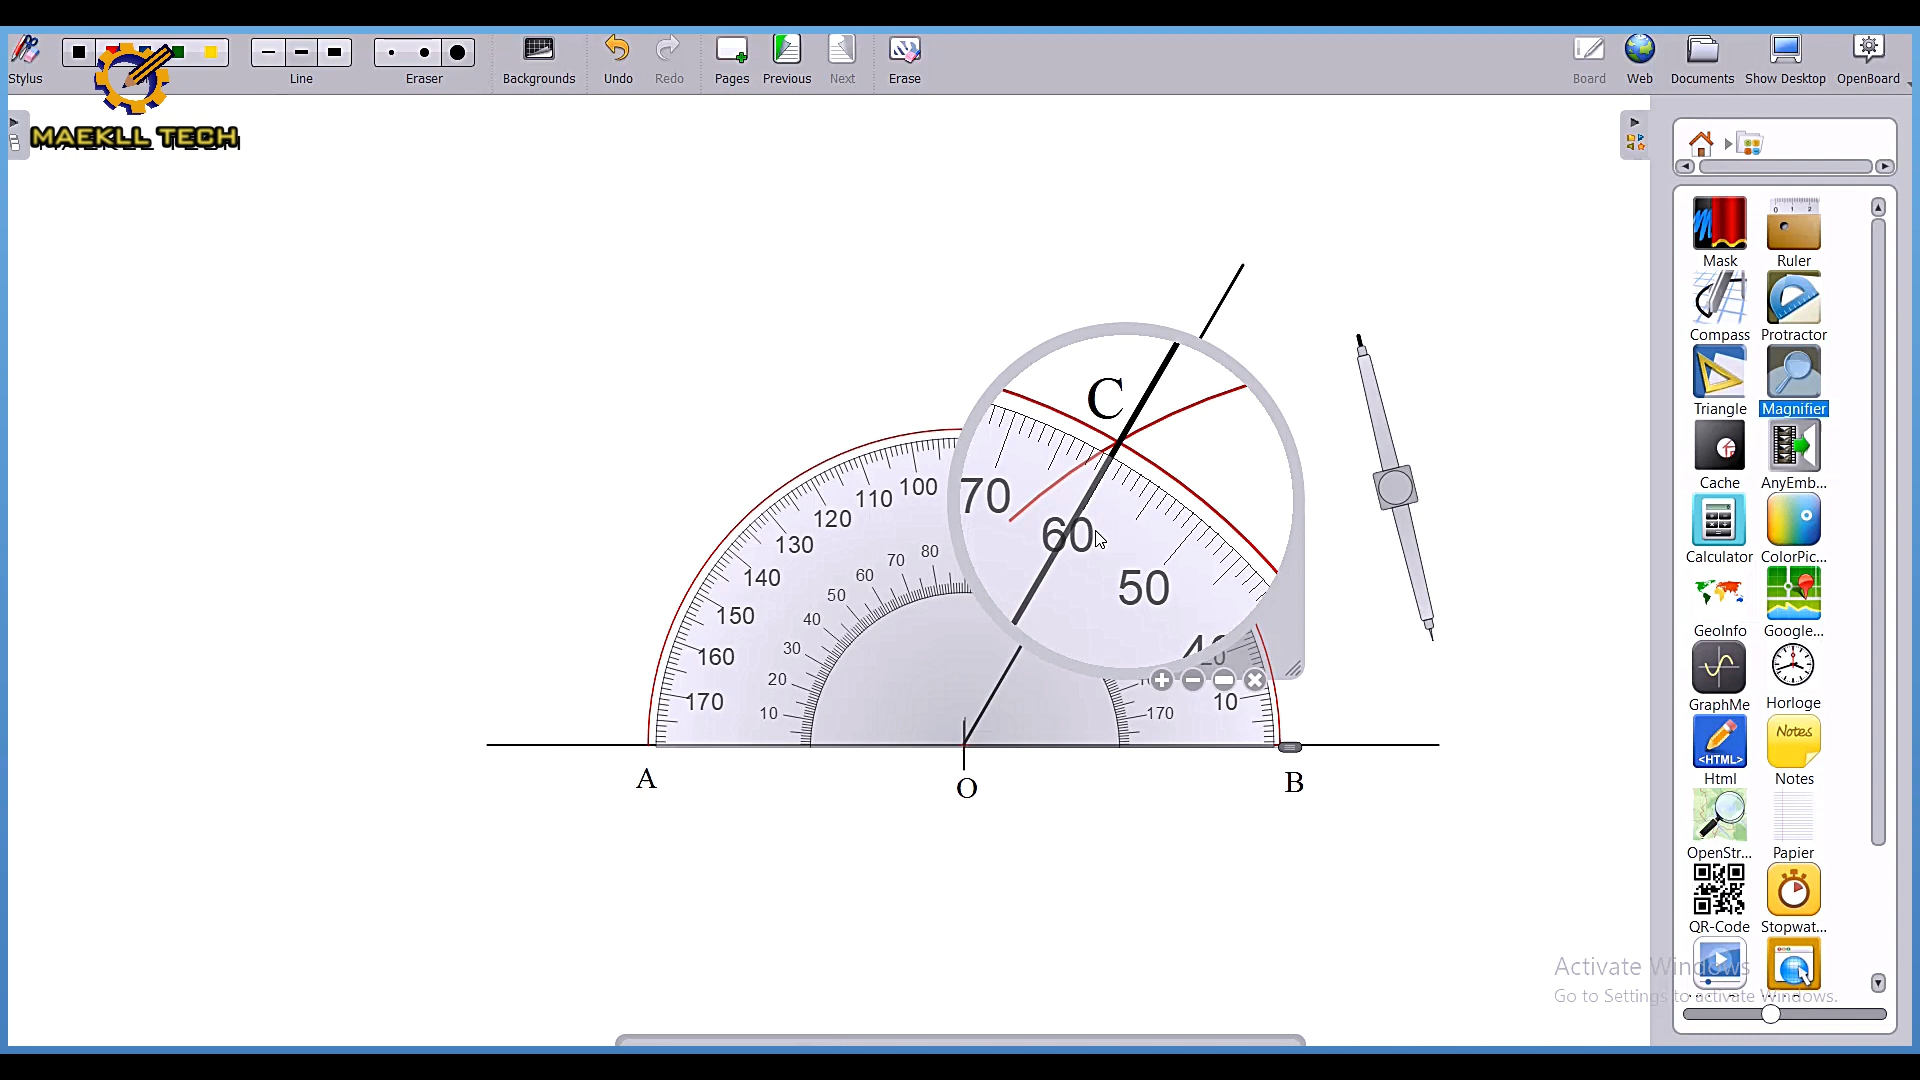 Stylus
Line
Eraser
Backgrounds
Undo
Redo
Pages
Previous
Next
Erase
Board
Web
Documents
Show Desktop
OpenBoard
MAEKLL TECH
Mask
Ruler
Compass
Protractor
Triangle
Magnifier
Cache
AnyEmb...
Calculator
ColorPic...
GeoInfo
Google...
GraphMe
Horloge
<HTML>
Html
Notes
Notes
OpenStr...
Papier
QR-Code
Stopwat...
C
70
60
50
100
110
120
130
140
150
160
170
80
70
60
50
40
30
20
10
170
10
A
O
B
Activate Windows
Go to Settings to activate Windows.